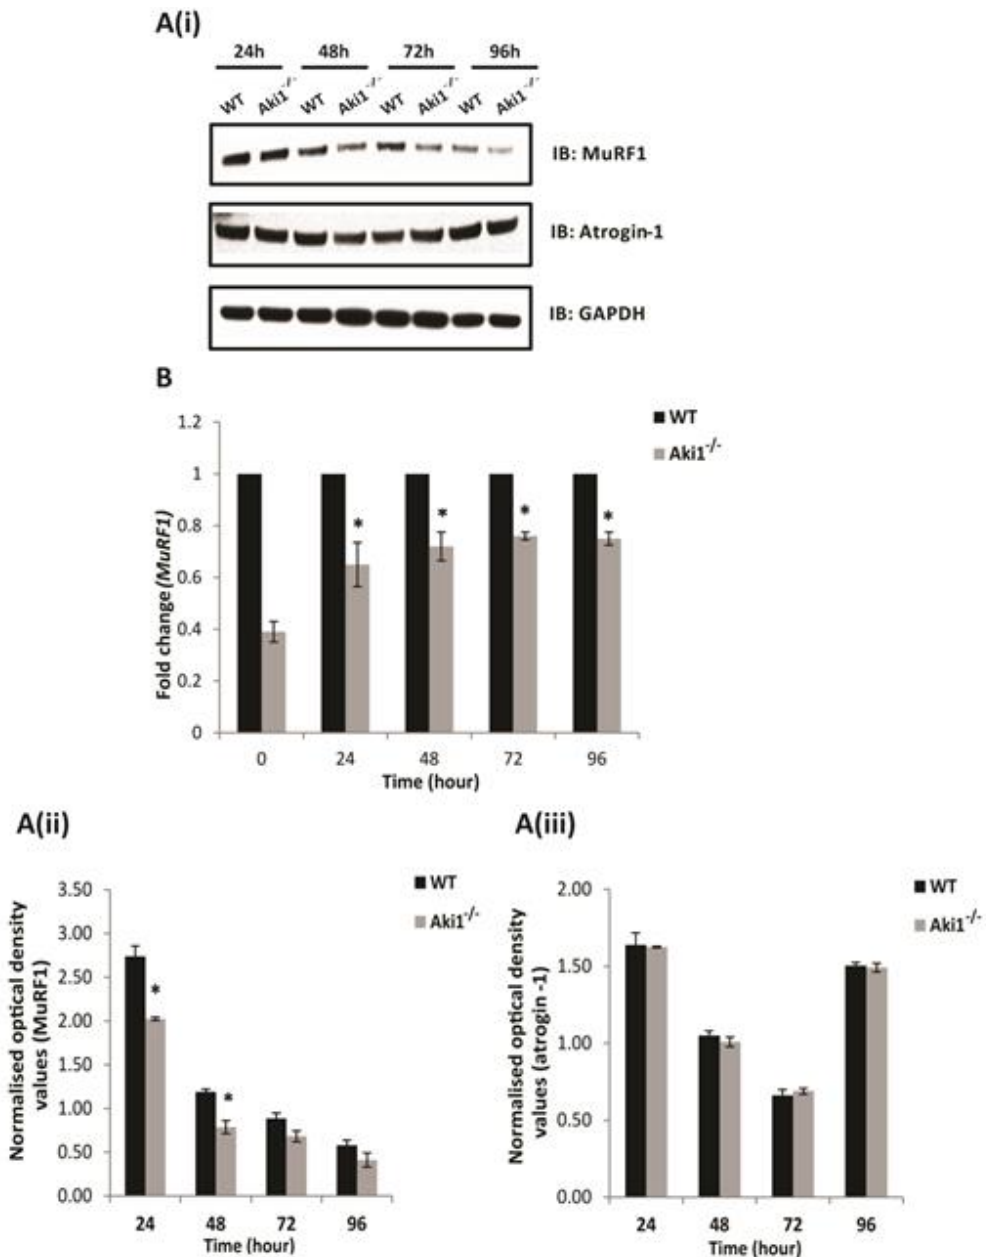 A(i)
24h 48h 72h 96h
WT Aki1-/- WT Aki1-/- WT Aki1-/- WT Aki1-/-
IB: MuRF1
IB: Atrogin-1
IB: GAPDH
B
WT
Aki1-/-
Fold change (MuRF1)
1.2
1
0.8
0.6
0.4
0.2
0
* * * *
0 24 48 72 96
Time (hour)
A(ii)
WT
Aki1-/-
Normalised optical density
values (MuRF1)
3.50
3.00
2.50
2.00
1.50
1.00
0.50
0.00
* *
24 48 72 96
Time (hour)
A(iii)
WT
Aki1-/-
Normalised optical density
values (atrogin -1)
2.00
1.50
1.00
0.50
0.00
24 48 72 96
Time (hour)